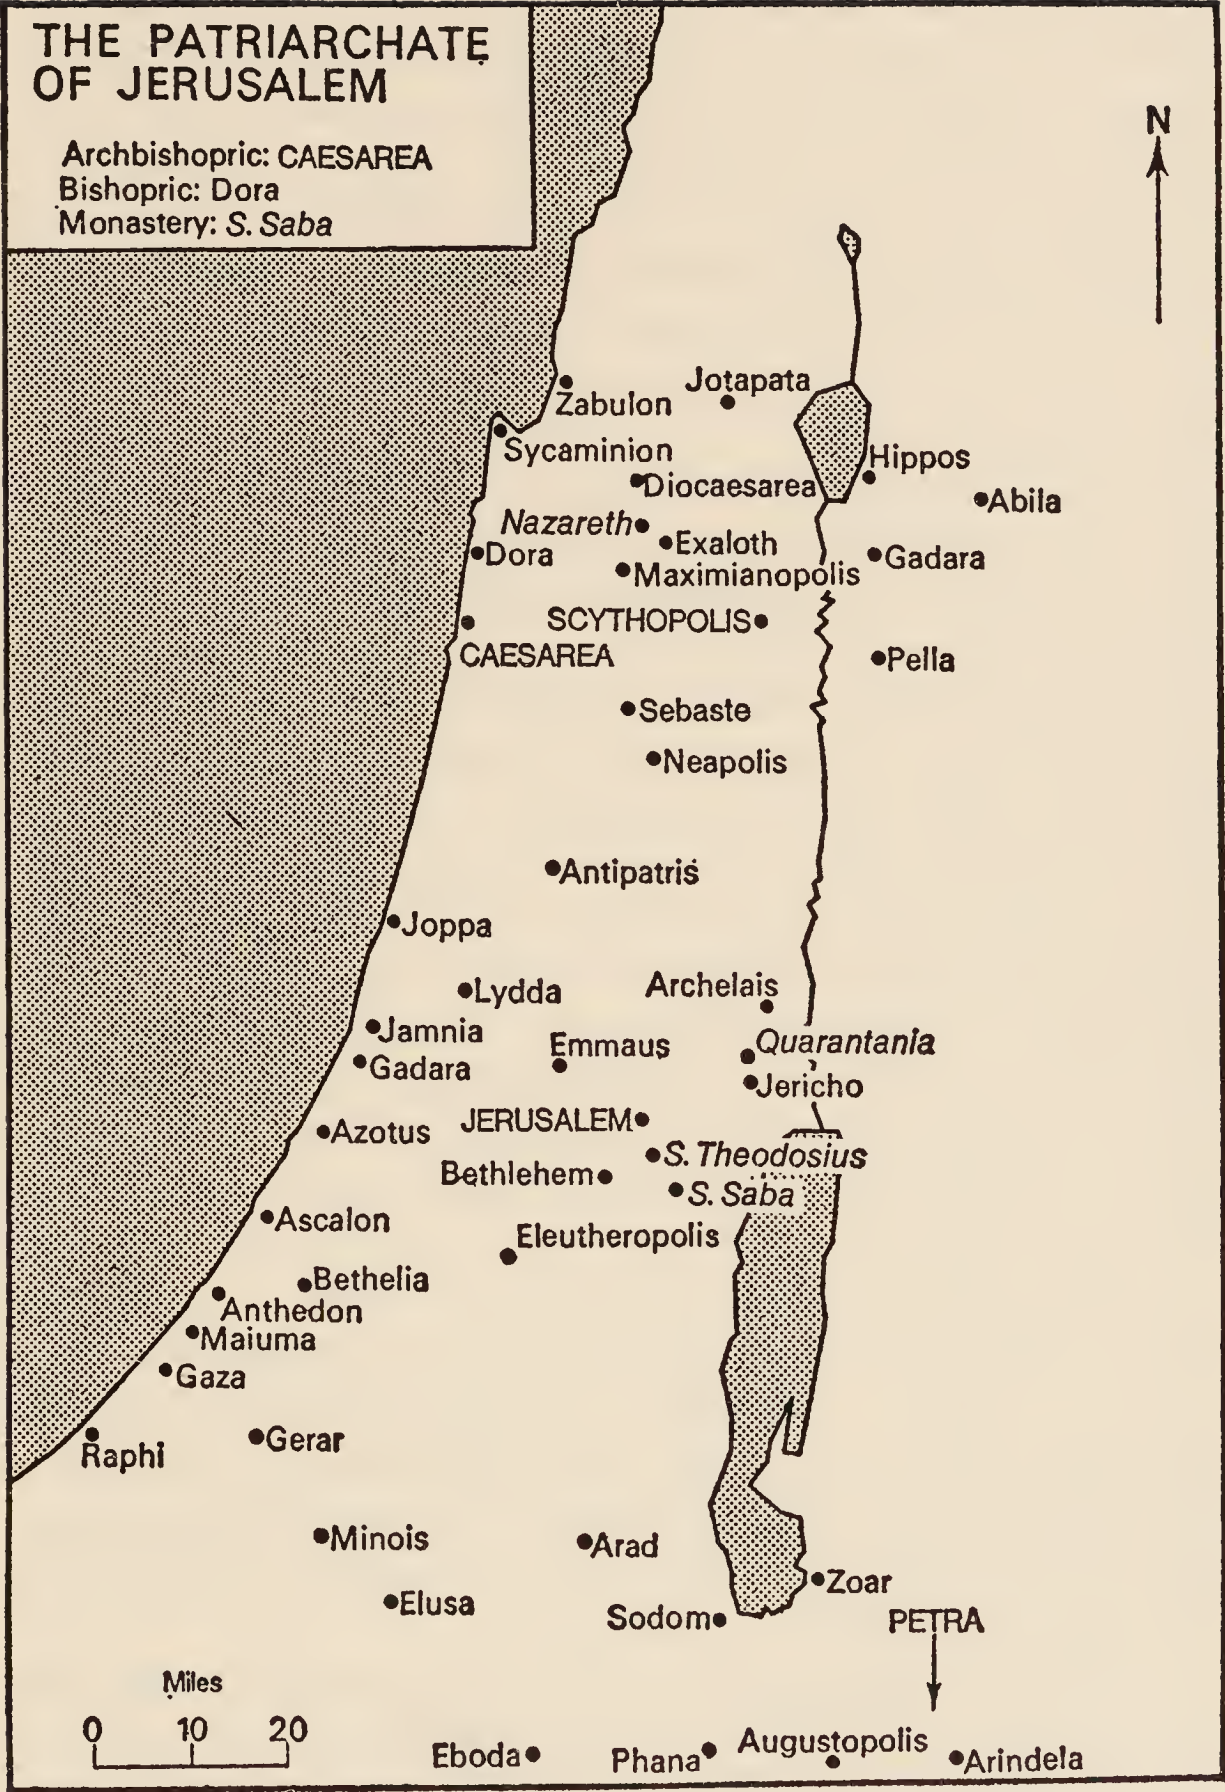 THE PATRIARCHATE
OF JERUSALEM
Archbishopric: CAESAREA
Bishopric: Dora
Monastery: S. Saba
N
Jotapata
Zabulon
Sycaminion
Hippos
Diocaesarea
Abila
Nazareth
Exaloth
Dora
Gadara
Maximianopolis
SCYTHOPOLIS
CAESAREA
Pella
Sebaste
Neapolis
Antipatris
Joppa
Archelais
Lydda
Jamnia
Quarantania
Emmaus
Gadara
Jericho
JERUSALEM
Azotus
S. Theodosius
Bethlehem
S. Saba
Ascalon
Eleutheropolis
Bethelia
Anthedon
Maiuma
Gaza
Gerar
Raphi
Minois
Arad
Zoar
Elusa
Sodom
PETRA
Miles
0 10 20
Augustopolis
Eboda
Phana
Arindela